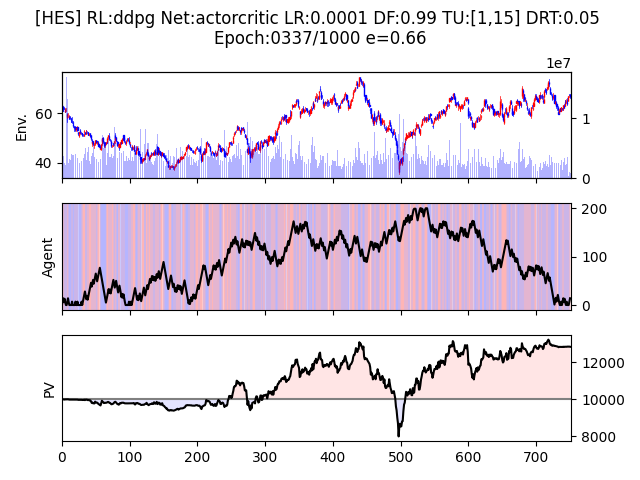 [HES] RL:ddpg Net:actorcritic LR:0.0001 DF:0.99 TU:[1,15] DRT:0.05
Epoch:0337/1000 e=0.66
1e7
Env.
60
40
1
0
Agent
200
100
0
PV
12000
10000
8000
0 100 200 300 400 500 600 700